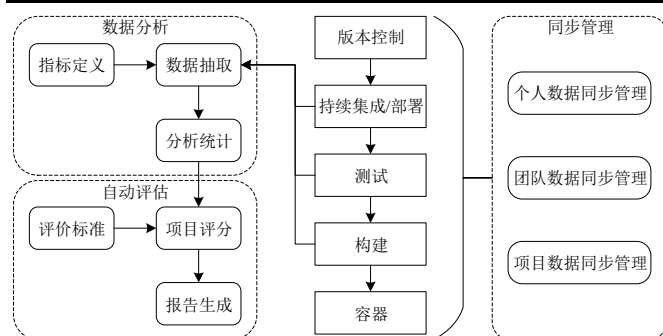 数据分析
指标定义
数据抽取
分析统计
自动评估
评价标准
项目评分
报告生成
版本控制
持续集成/部署
测试
构建
容器
同步管理
个人数据同步管理
团队数据同步管理
项目数据同步管理